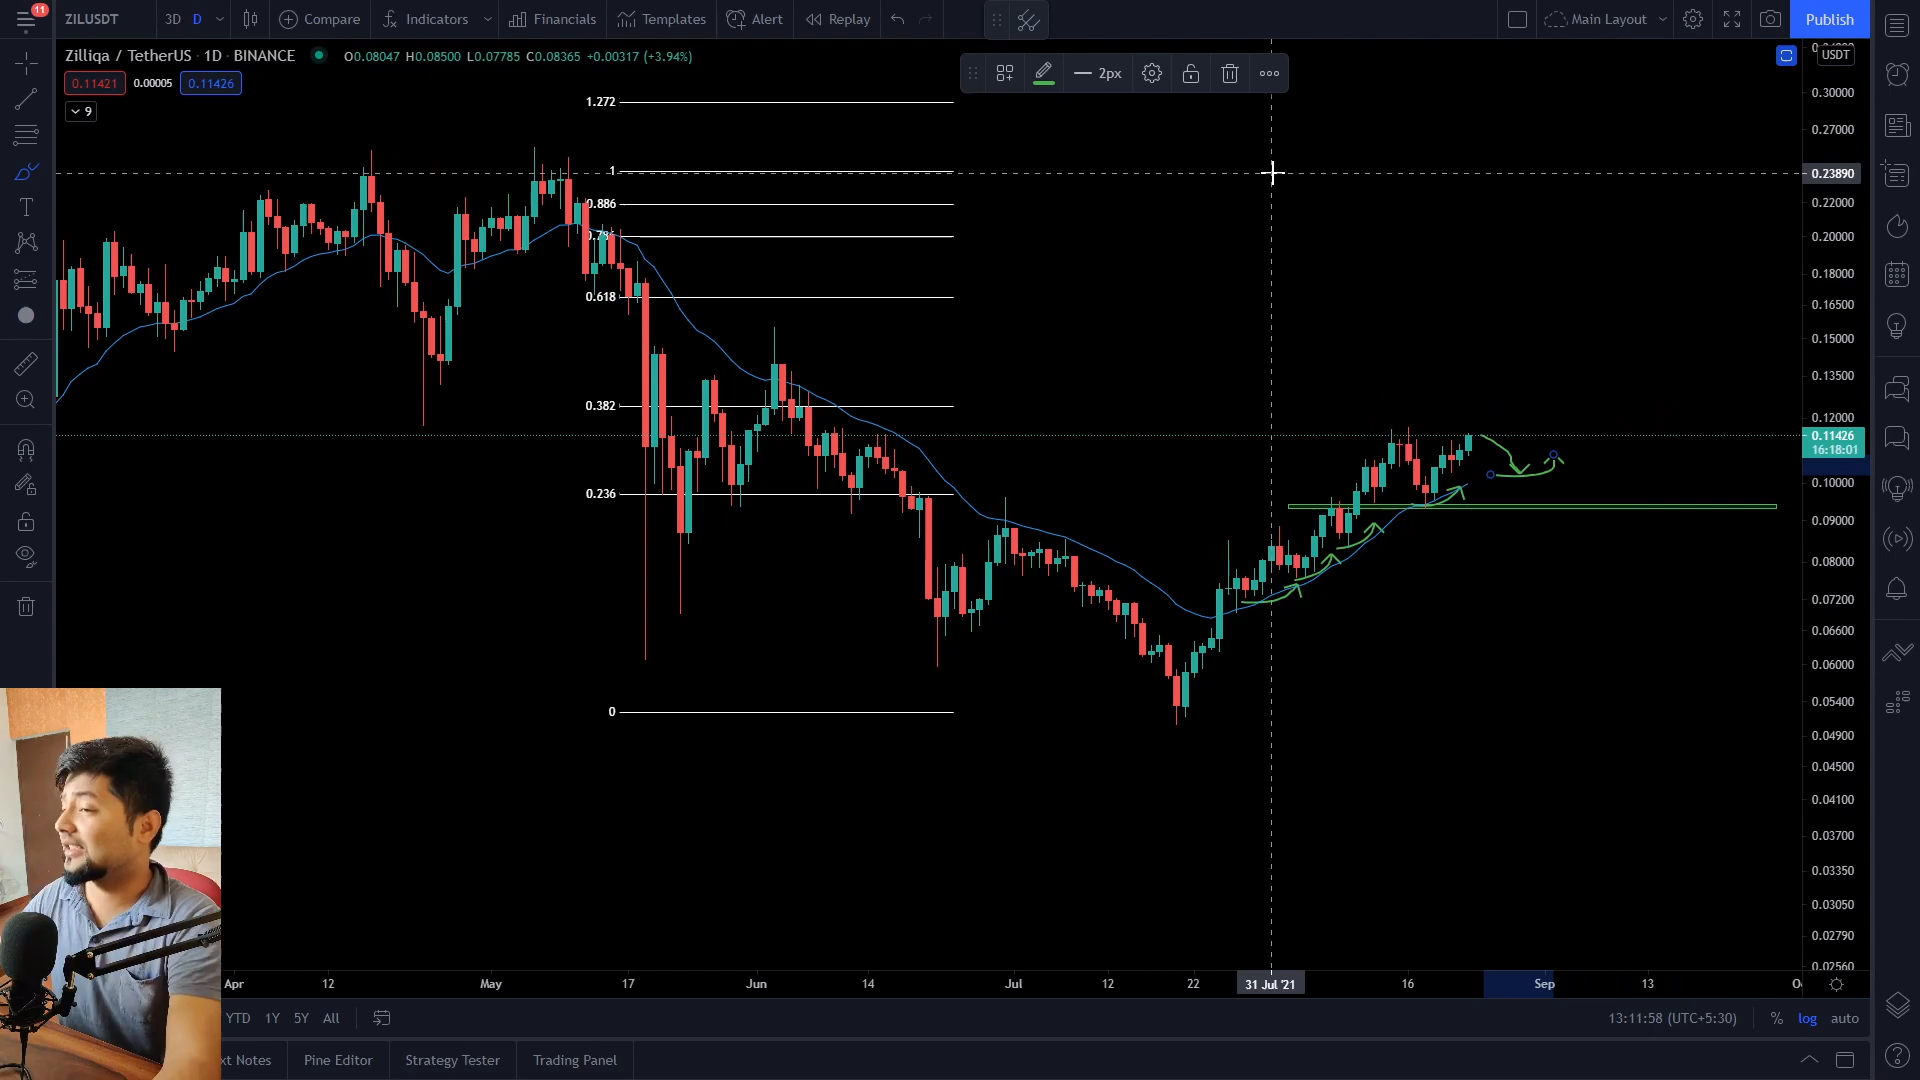 11
ZILUSDT
3D D
Compare
Indicators
Financials
Templates
Alert
Replay
Main Layout
Publish
Zilliqa / TetherUS · 1D · BINANCE
O0.08047 H0.08500 L0.07785 C0.08365 +0.00317 (+3.94%)
0.11421 0.00005 0.11426
9
2px
USDT
1.272
1
0.886
0.618
0.382
0.236
0
0.30000
0.27000
0.23890
0.22000
0.20000
0.18000
0.16500
0.15000
0.13500
0.12000
0.11426
16:18:01
0.10000
0.09000
0.08000
0.07200
0.06600
0.06000
0.05400
0.04900
0.04500
0.04100
0.03700
0.03350
0.03050
0.02790
0.02560
Apr 12 May 17 Jun 14 Jul 12 22 31 Jul '21 16 Sep 13
YTD 1Y 5Y All
13:11:58 (UTC+5:30) % log auto
xt Notes Pine Editor Strategy Tester Trading Panel